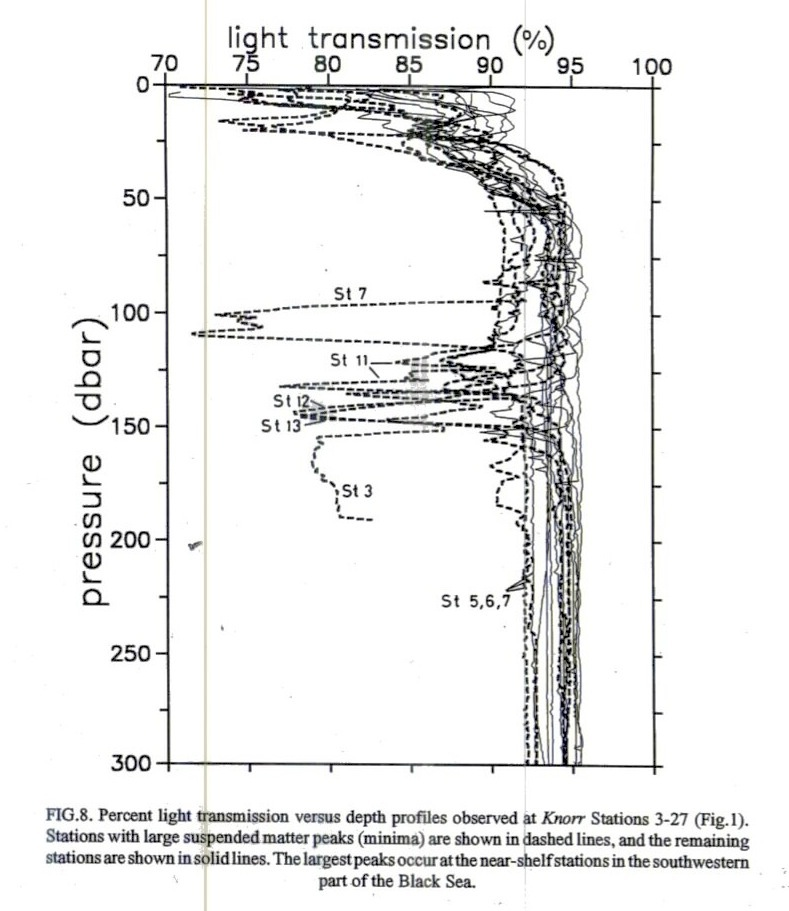 light transmission (%)
70 75 80 85 90 95 100
0
50
St 7
100
St 11
St 12
St 13
150
St 3
200
St 5,6,7
250
300
pressure (dbar)
FIG.8. Percent light transmission versus depth profiles observed at Knorr Stations 3-27 (Fig.1).
Stations with large suspended matter peaks (minima) are shown in dashed lines, and the remaining
stations are shown in solid lines. The largest peaks occur at the near-shelf stations in the southwestern
part of the Black Sea.